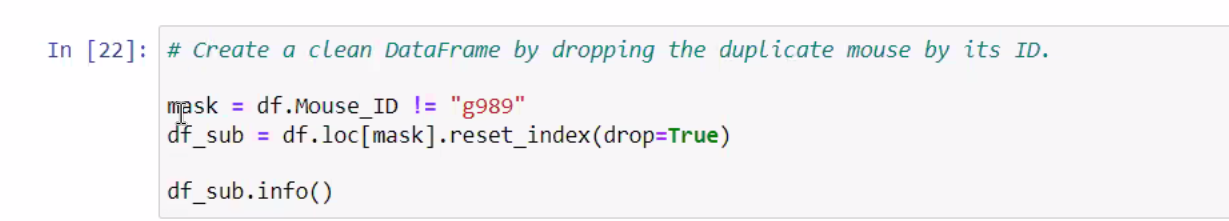 In [22]: # Create a clean DataFrame by dropping the duplicate mouse by its ID.
mask = df.Mouse_ID != "g989"
df_sub = df.loc[mask].reset_index(drop=True)
df_sub.info()